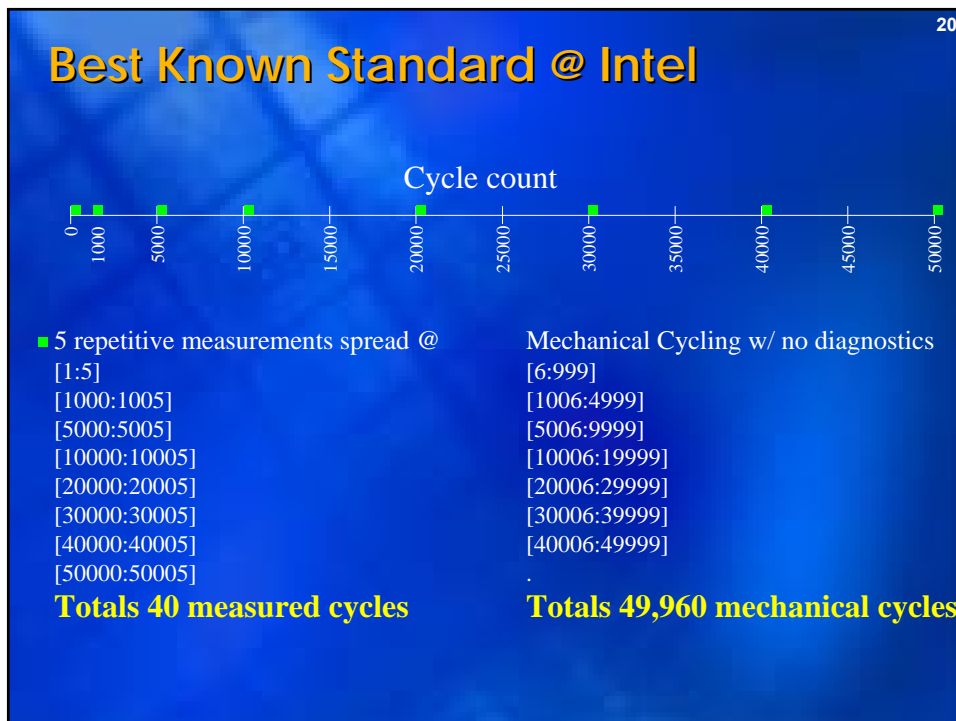 20
Best Known Standard @ Intel
Cycle count
0 1000 5000 10000 15000 20000 25000 30000 35000 40000 45000 50000
5 repetitive measurements spread @
[1:5]
[1000:1005]
[5000:5005]
[10000:10005]
[20000:20005]
[30000:30005]
[40000:40005]
[50000:50005]
Totals 40 measured cycles
Mechanical Cycling w/ no diagnostics
[6:999]
[1006:4999]
[5006:9999]
[10006:19999]
[20006:29999]
[30006:39999]
[40006:49999]
.
Totals 49,960 mechanical cycles